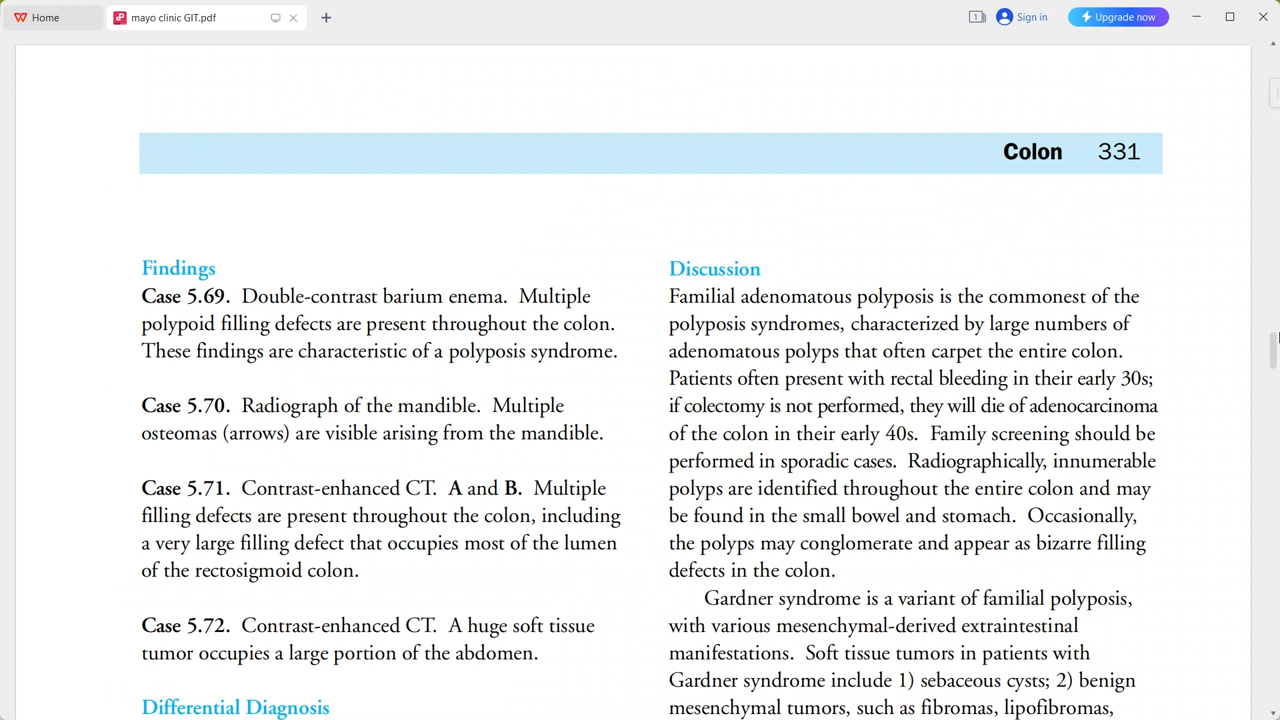 Home
mayo clinic GIT.pdf
1
Sign in
Upgrade now
Colon 331
Findings
Case 5.69. Double-contrast barium enema. Multiple
polypoid filling defects are present throughout the colon.
These findings are characteristic of a polyposis syndrome.
Case 5.70. Radiograph of the mandible. Multiple
osteomas (arrows) are visible arising from the mandible.
Case 5.71. Contrast-enhanced CT. A and B. Multiple
filling defects are present throughout the colon, including
a very large filling defect that occupies most of the lumen
of the rectosigmoid colon.
Case 5.72. Contrast-enhanced CT. A huge soft tissue
tumor occupies a large portion of the abdomen.
Differential Diagnosis
Discussion
Familial adenomatous polyposis is the commonest of the
polyposis syndromes, characterized by large numbers of
adenomatous polyps that often carpet the entire colon.
Patients often present with rectal bleeding in their early 30s;
if colectomy is not performed, they will die of adenocarcinoma
of the colon in their early 40s. Family screening should be
performed in sporadic cases. Radiographically, innumerable
polyps are identified throughout the entire colon and may
be found in the small bowel and stomach. Occasionally,
the polyps may conglomerate and appear as bizarre filling
defects in the colon.
Gardner syndrome is a variant of familial polyposis,
with various mesenchymal-derived extraintestinal
manifestations. Soft tissue tumors in patients with
Gardner syndrome include 1) sebaceous cysts; 2) benign
mesenchymal tumors, such as fibromas, lipofibromas,